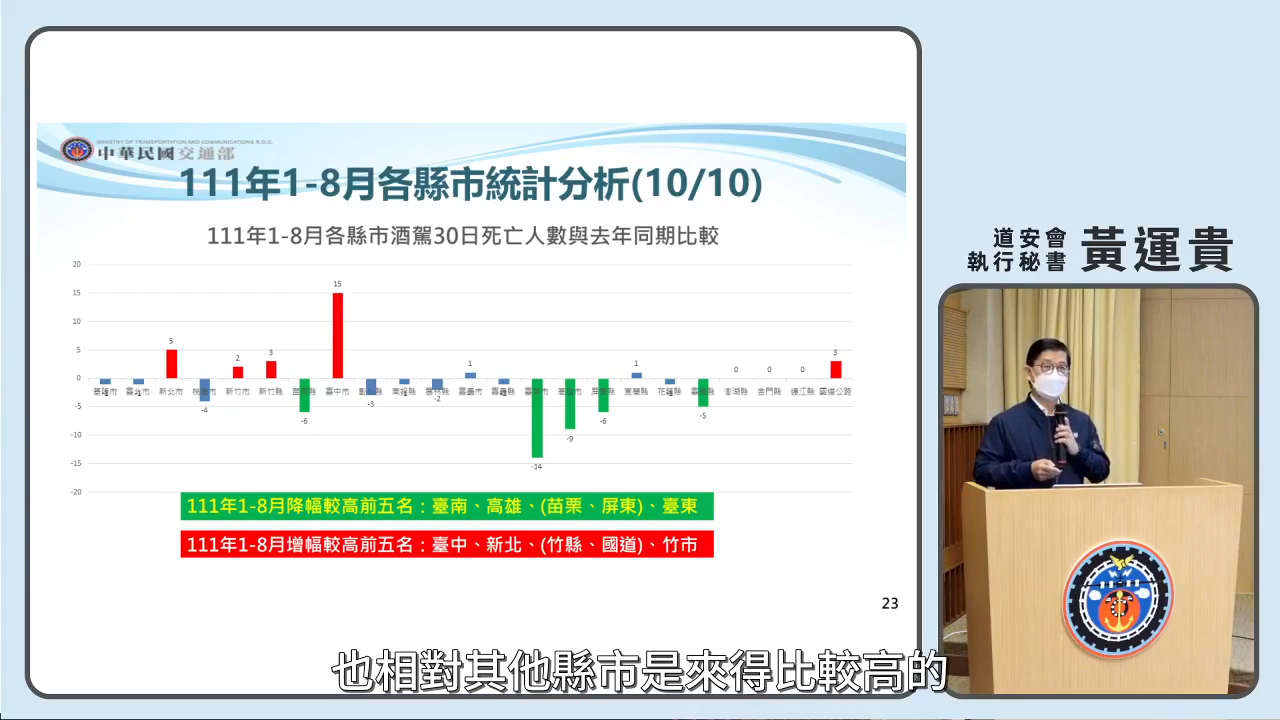 MINISTRY OF TRANSPORTATION AND COMMUNICATIONS R.O.C.
中華民國交通部
111年1-8月各縣市統計分析(10/10)
111年1-8月各縣市酒駕30日死亡人數與去年同期比較
20
15
10
5
0
-5
-10
-15
-20
5
-4
2
3
-6
15
-3
-2
1
-14
-9
-6
1
-5
0
0
0
3
基隆市 臺北市 新北市 桃園市 新竹市 新竹縣 苗栗縣 臺中市 彰化縣 南投縣 雲林縣 嘉義市 嘉義縣 臺南市 高雄市 屏東縣 宜蘭縣 花蓮縣 臺東縣 澎湖縣 金門縣 連江縣 國道公路
111年1-8月降幅較高前五名：臺南、高雄、(苗栗、屏東)、臺東
111年1-8月增幅較高前五名：臺中、新北、(竹縣、國道)、竹市
23
道安會
執行秘書
黃運貴
也相對其他縣市是來得比較高的